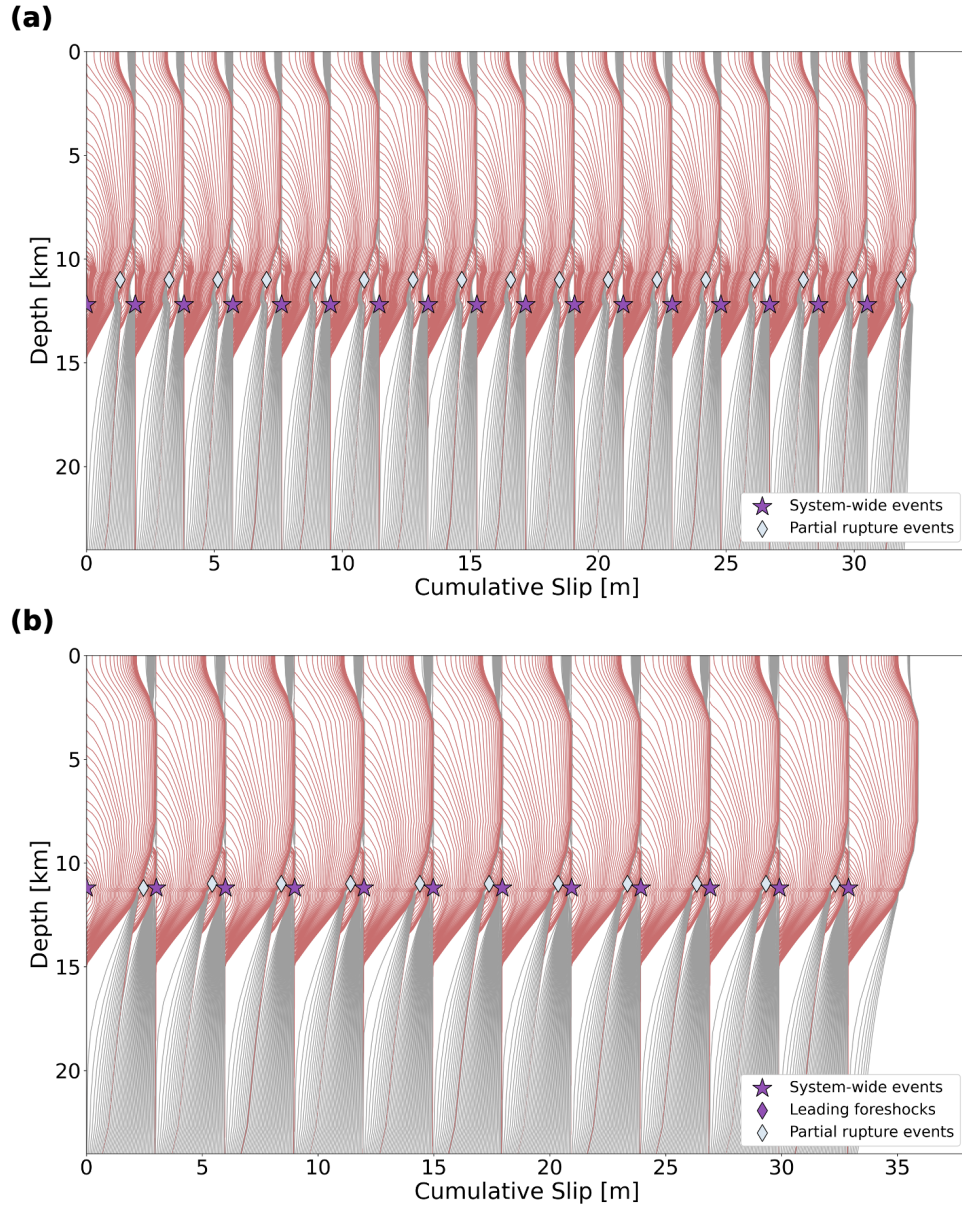 (a)
0
5
10
15
20
Depth [km]
System-wide events
Partial rupture events
0 5 10 15 20 25 30
Cumulative Slip [m]
(b)
0
5
10
15
20
Depth [km]
System-wide events
Leading foreshocks
Partial rupture events
0 5 10 15 20 25 30 35
Cumulative Slip [m]